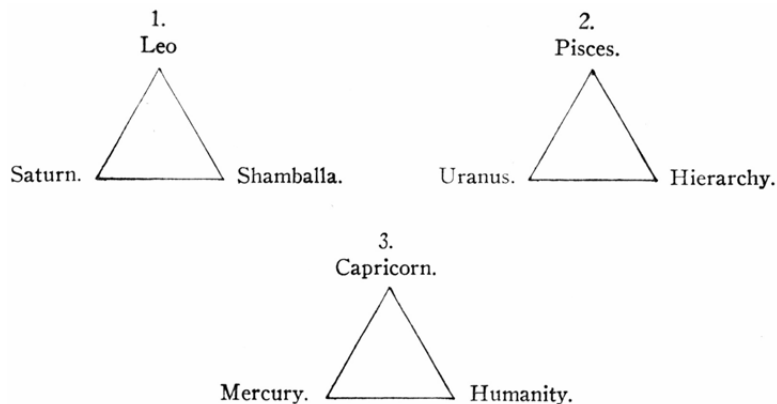 1.
Leo
Saturn.
Shamballa.
2.
Pisces.
Uranus.
Hierarchy.
3.
Capricorn.
Mercury.
Humanity.